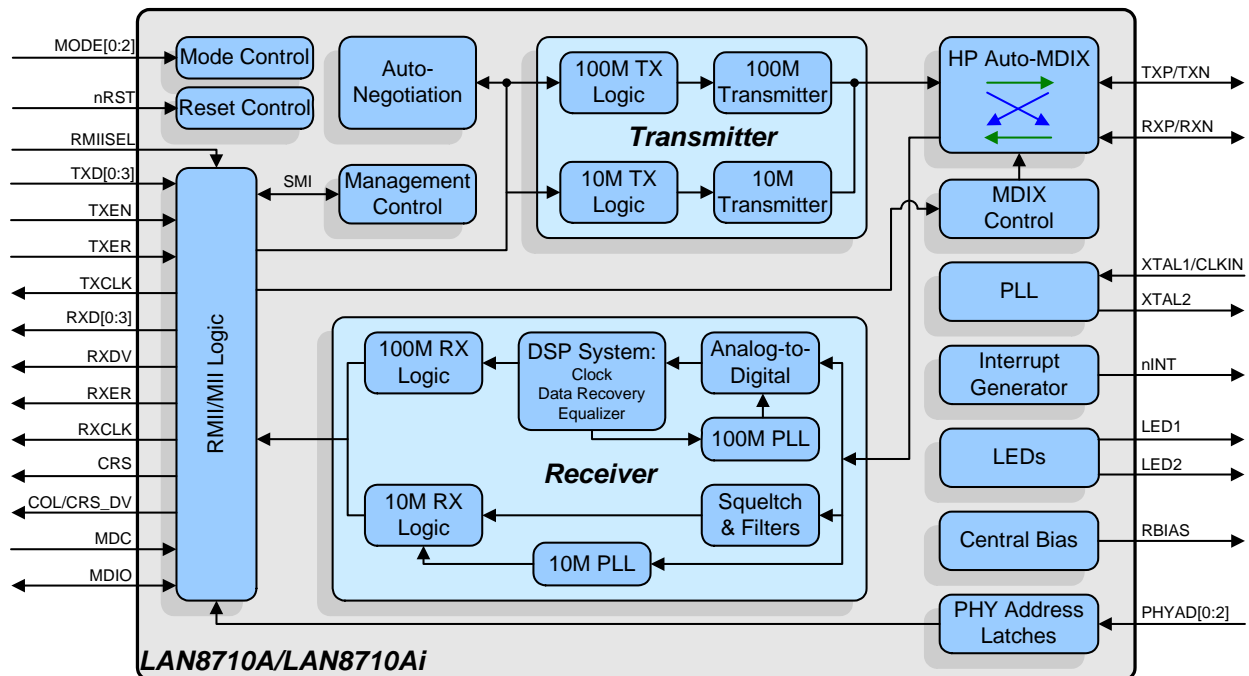 MODE[0:2]
nRST
RMIISEL
TXD[0:3]
TXEN
TXER
TXCLK
RXD[0:3]
RXDV
RXER
RXCLK
CRS
COL/CRS_DV
MDC
MDIO
Mode Control
Reset Control
RMII/MII Logic
SMI
Auto-
Negotiation
Management
Control
100M TX
Logic
100M
Transmitter
Transmitter
10M TX
Logic
10M
Transmitter
HP Auto-MDIX
MDIX
Control
100M RX
Logic
DSP System:
Clock
Data Recovery
Equalizer
Analog-to-
Digital
100M PLL
Receiver
10M RX
Logic
Squeltch
& Filters
10M PLL
PLL
Interrupt
Generator
LEDs
Central Bias
PHY Address
Latches
TXP/TXN
RXP/RXN
XTAL1/CLKIN
XTAL2
nINT
LED1
LED2
RBIAS
PHYAD[0:2]
LAN8710A/LAN8710Ai